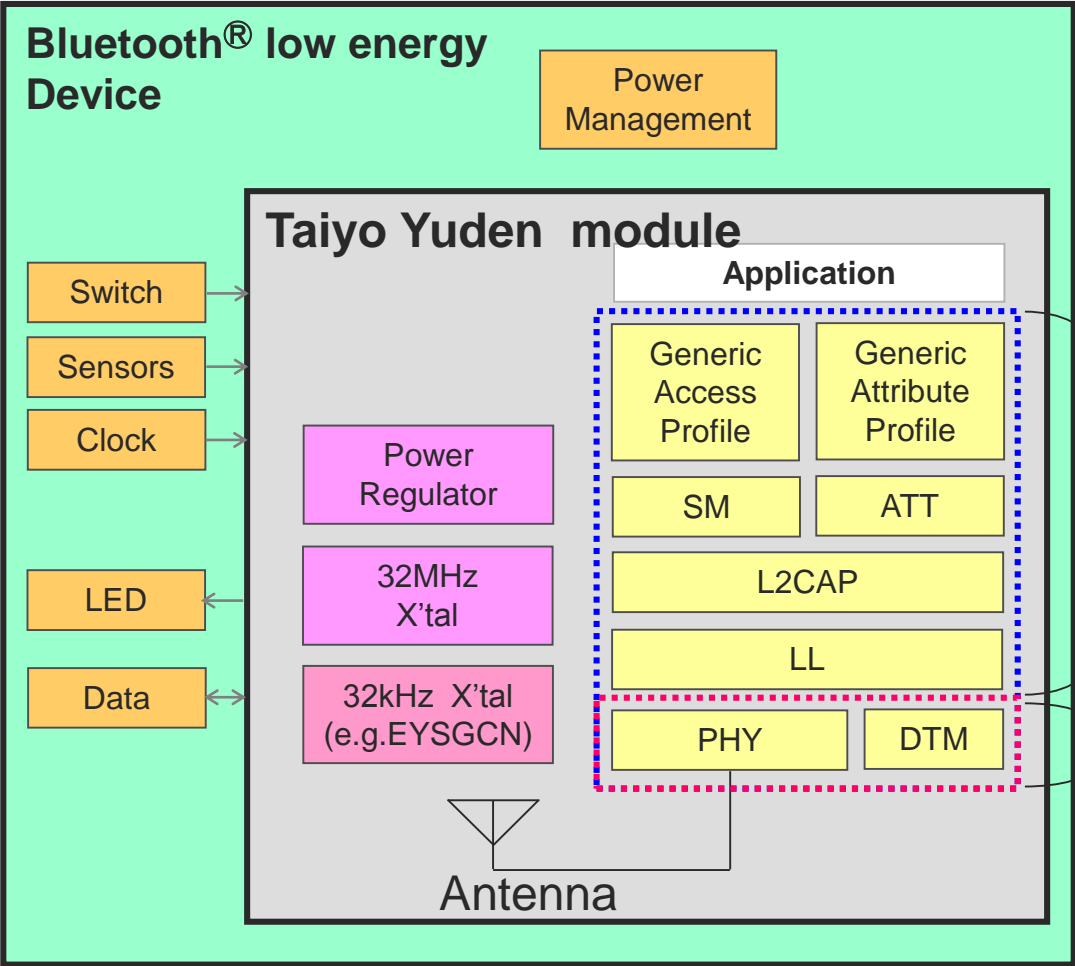 Bluetooth® low energy
Device
Power
Management
Taiyo Yuden module
Application
Switch
Sensors
Clock
LED
Data
Power
Regulator
32MHz
X'tal
32kHz X'tal
(e.g.EYSGCN)
Generic
Access
Profile
Generic
Attribute
Profile
SM
ATT
L2CAP
LL
PHY
DTM
Antenna